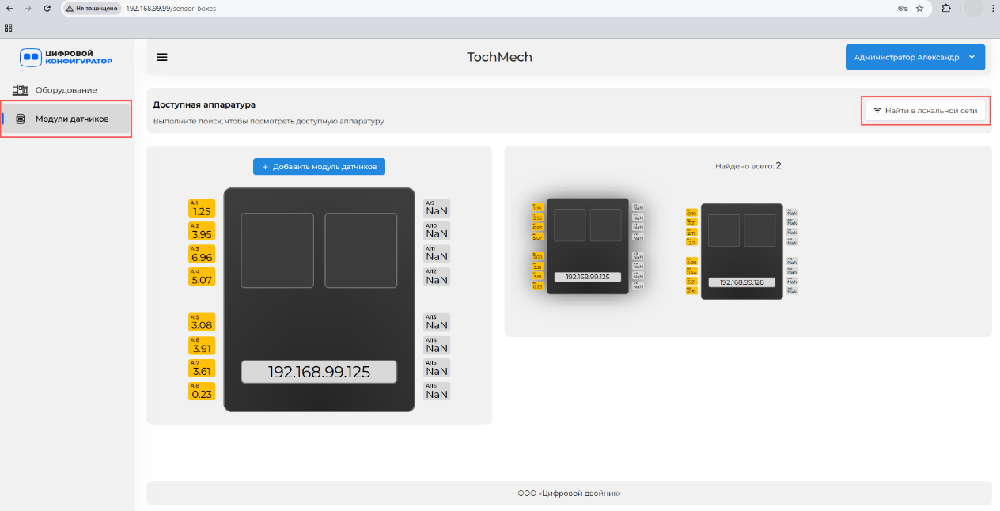 Не защищено
192.168.99.99/sensor-boxes
ЦИФРОВОЙ
КОНФИГУРАТОР
TochMech
Администратор Александр
Оборудование
Модули датчиков
Доступная аппаратура
Выполните поиск, чтобы посмотреть доступную аппаратуру
Найти в локальной сети
+ Добавить модуль датчиков
AI1
1.25
AI2
3.95
AI3
6.96
AI4
5.07
AI5
3.08
AI6
3.91
AI7
3.61
AI8
0.23
192.168.99.125
AI9
NaN
AI10
NaN
AI11
NaN
AI12
NaN
AI13
NaN
AI14
NaN
AI15
NaN
AI16
NaN
Найдено всего: 2
1.25
3.95
6.96
5.07
3.08
3.91
3.61
0.23
192.168.99.125
NaN
NaN
NaN
NaN
NaN
NaN
NaN
NaN
0.19
3.21
2.17
2.7
4.99
0.44
5.21
4.51
192.168.99.128
NaN
NaN
NaN
NaN
NaN
NaN
NaN
NaN
ООО «Цифровой двойник»